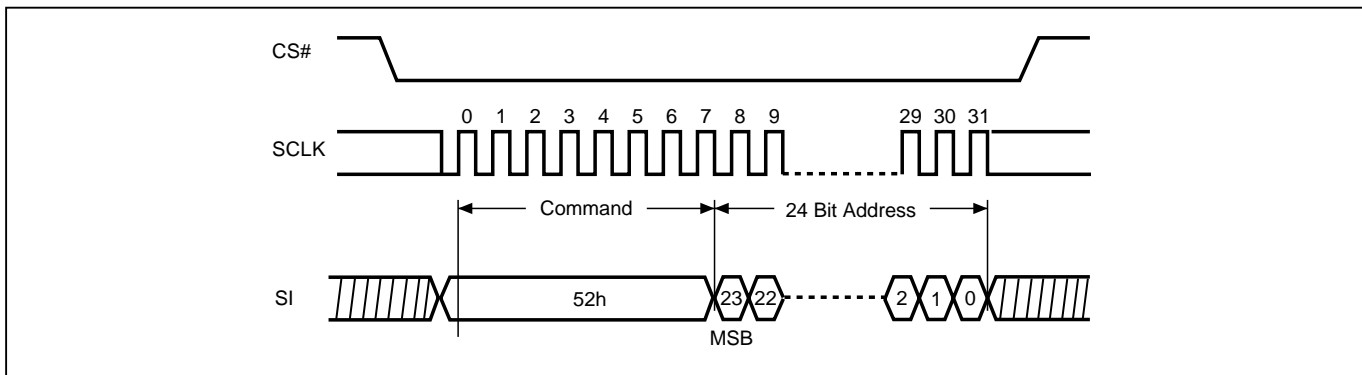 CS#
0 1 2 3 4 5 6 7 8 9 29 30 31
SCLK
Command 24 Bit Address
SI 52h 23 22 2 1 0
MSB